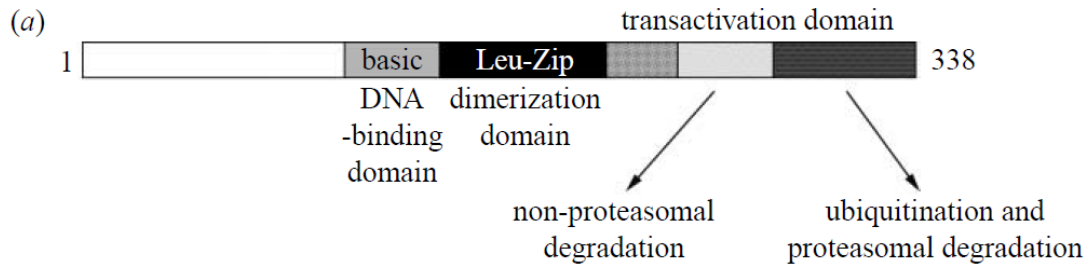 (a)
transactivation domain
1 basic Leu-Zip 338
DNA dimerization
-binding domain
domain
non-proteasomal ubiquitination and
degradation proteasomal degradation